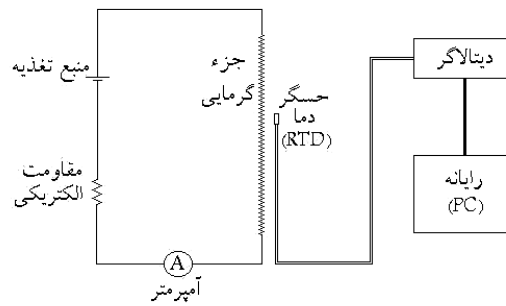 منبع تغذیه
مقاومت
الکتریکی
A
آمپرمتر
جزء
گرمایی
حسگر
دما
(RTD)
دیتالاگر
رایانه
(PC)